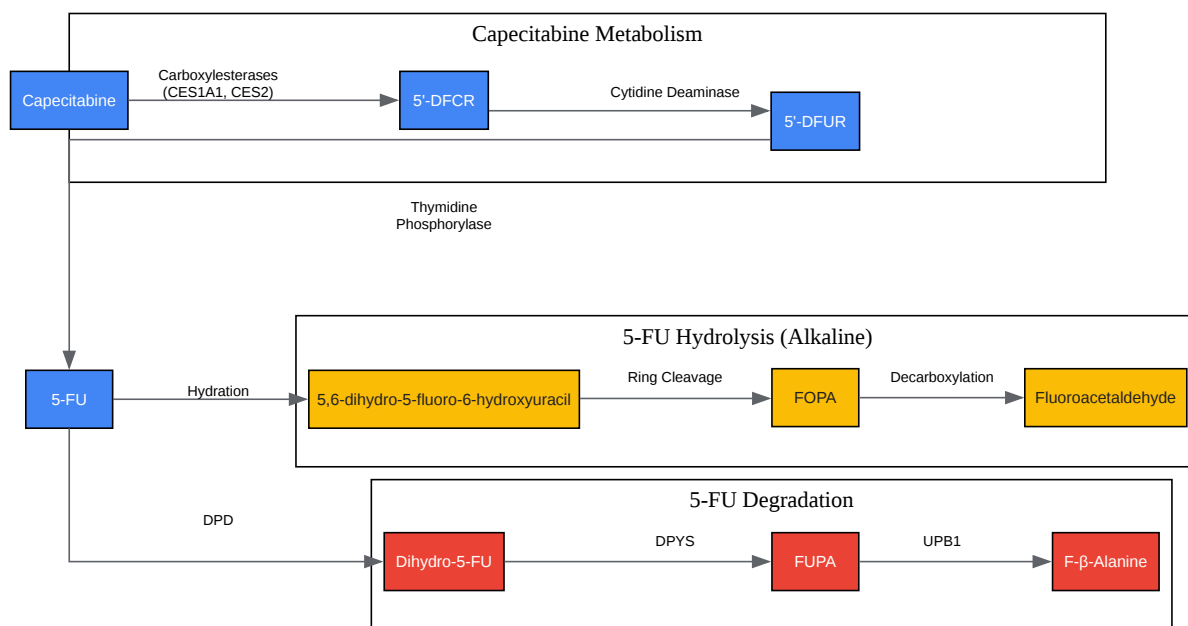 Capecitabine Metabolism
Carboxylesterases
(CES1A1, CES2)
Cytidine Deaminase
Capecitabine
5'-DFCR
5'-DFUR
Thymidine
Phosphorylase
5-FU Hydrolysis (Alkaline)
Ring Cleavage
Decarboxylation
5-FU
Hydration
5,6-dihydro-5-fluoro-6-hydroxyuracil
FOPA
Fluoroacetaldehyde
5-FU Degradation
DPD
DPYS
UPB1
Dihydro-5-FU
FUPA
F-β-Alanine